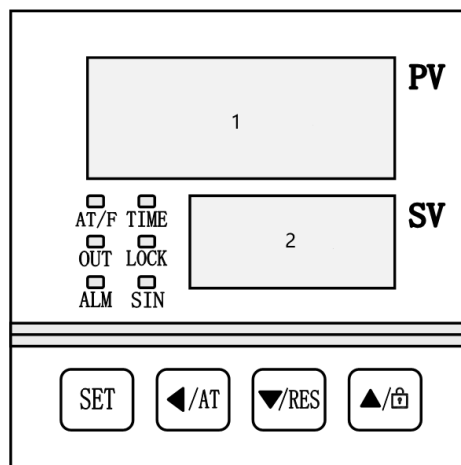 1
PV
AT/F TIME
OUT LOCK
ALM SIN
2
SV
SET ◀/AT ▼/RES ▲/🔒